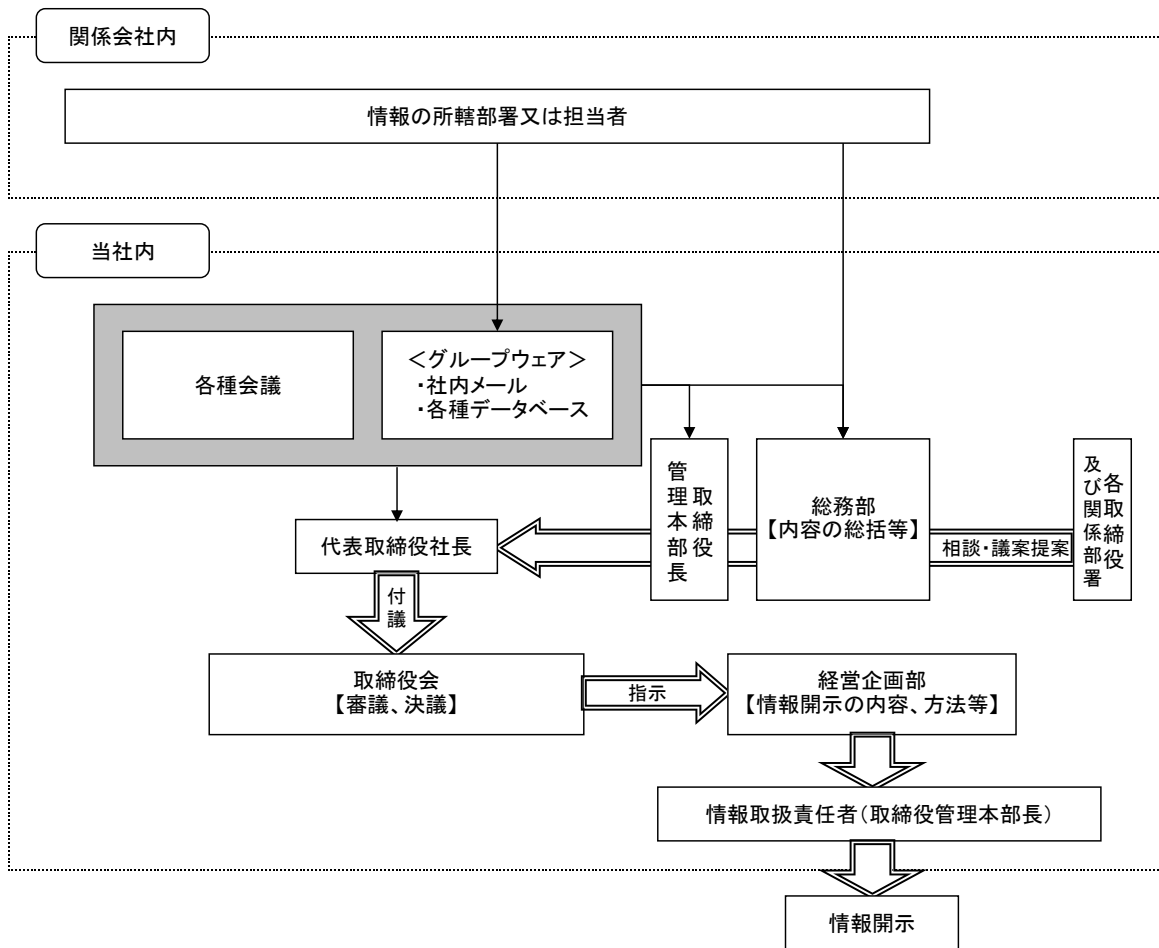 関係会社内
情報の所轄部署又は担当者
当社内
各種会議
＜グループウェア＞
・社内メール
・各種データベース
取締役
管理本部長
総務部
【内容の総括等】
各取締役
及び関係部署
相談・議案提案
代表取締役社長
付議
取締役会
【審議、決議】
指示
経営企画部
【情報開示の内容、方法等】
情報取扱責任者（取締役管理本部長）
情報開示